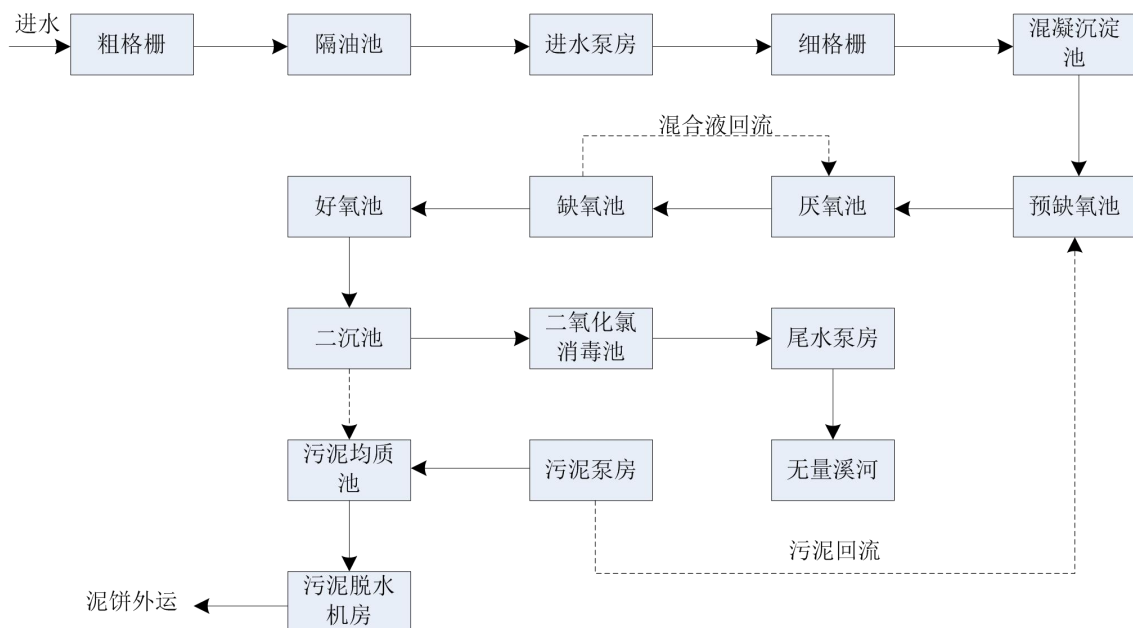 进水
粗格栅
隔油池
进水泵房
细格栅
混凝沉淀
池
混合液回流
好氧池
缺氧池
厌氧池
预缺氧池
二沉池
二氧化氯
消毒池
尾水泵房
污泥均质
池
污泥泵房
无量溪河
污泥回流
泥饼外运
污泥脱水
机房